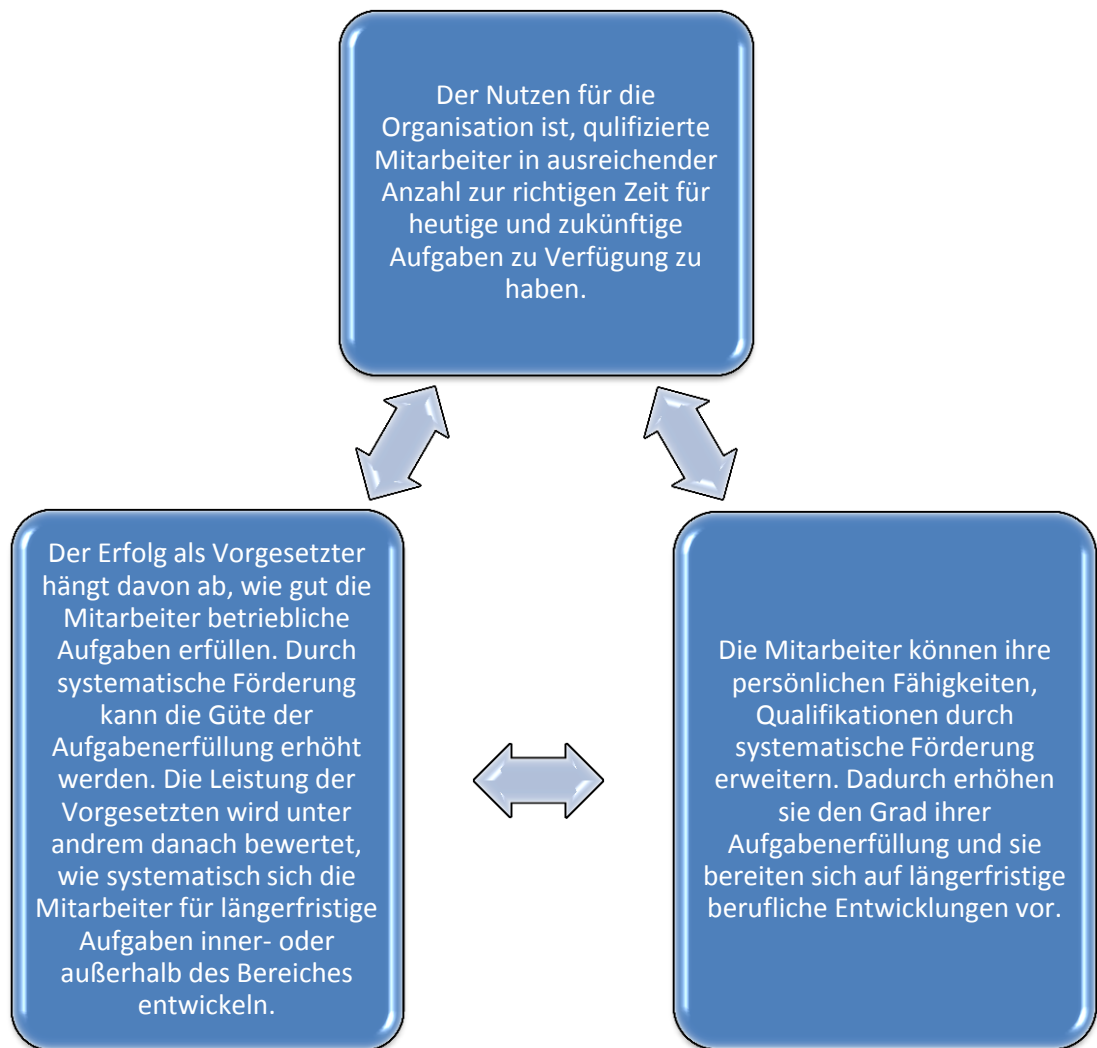 Der Nutzen für die
Organisation ist, qulifizierte
Mitarbeiter in ausreichender
Anzahl zur richtigen Zeit für
heutige und zukünftige
Aufgaben zu Verfügung zu
haben.
Der Erfolg als Vorgesetzter
hängt davon ab, wie gut die
Mitarbeiter betriebliche
Aufgaben erfüllen. Durch
systematische Förderung
kann die Güte der
Aufgabenerfüllung erhöht
werden. Die Leistung der
Vorgesetzten wird unter
andrem danach bewertet,
wie systematisch sich die
Mitarbeiter für längerfristige
Aufgaben inner- oder
außerhalb des Bereiches
entwickeln.
Die Mitarbeiter können ihre
persönlichen Fähigkeiten,
Qualifikationen durch
systematische Förderung
erweitern. Dadurch erhöhen
sie den Grad ihrer
Aufgabenerfüllung und sie
bereiten sich auf längerfristige
berufliche Entwicklungen vor.